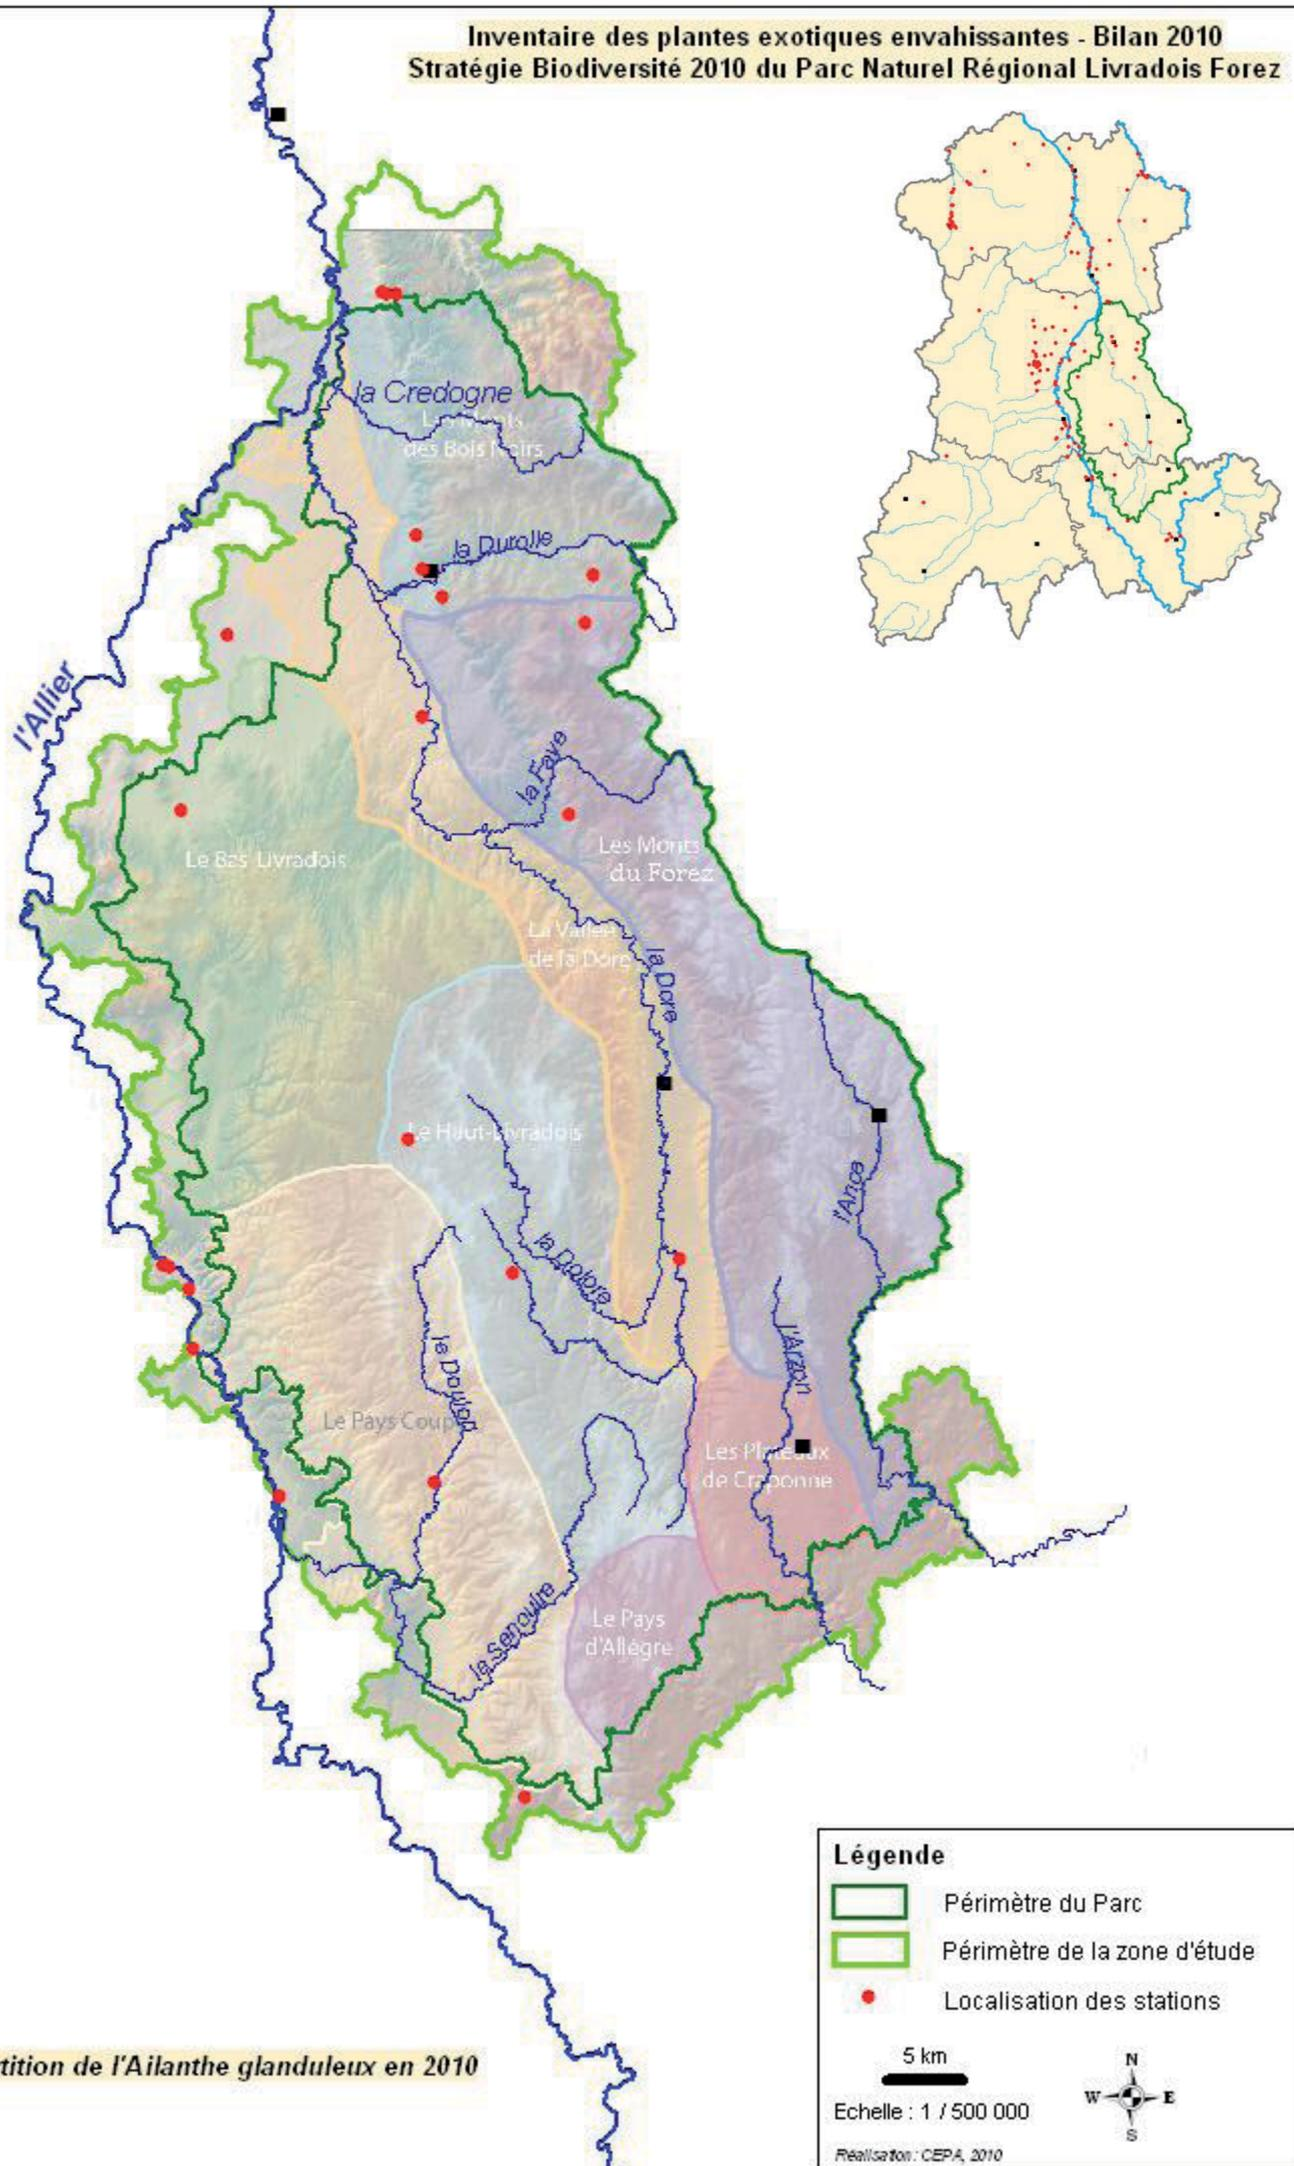 Inventaire des plantes exotiques envahissantes - Bilan 2010
Stratégie Biodiversité 2010 du Parc Naturel Régional Livradois Forez
la Credogne
Les Monts
des Bois Noirs
la Durolle
l'Allier
la Faye
Les Monts
du Forez
Le Bas-Livradois
La Vallée
de la Dore
la Dore
Le Haut-Livradois
l'Ance
la Dolore
l'Arzon
le Doulon
Le Pays Coupé
Les Plateaux
de Craponne
la Senouire
Le Pays
d'Allègre
Légende
Périmètre du Parc
Périmètre de la zone d'étude
Localisation des stations
5 km
N
W
E
S
Echelle : 1 / 500 000
Réalisation : CEPA, 2010
tition de l'Ailanthe glanduleux en 2010